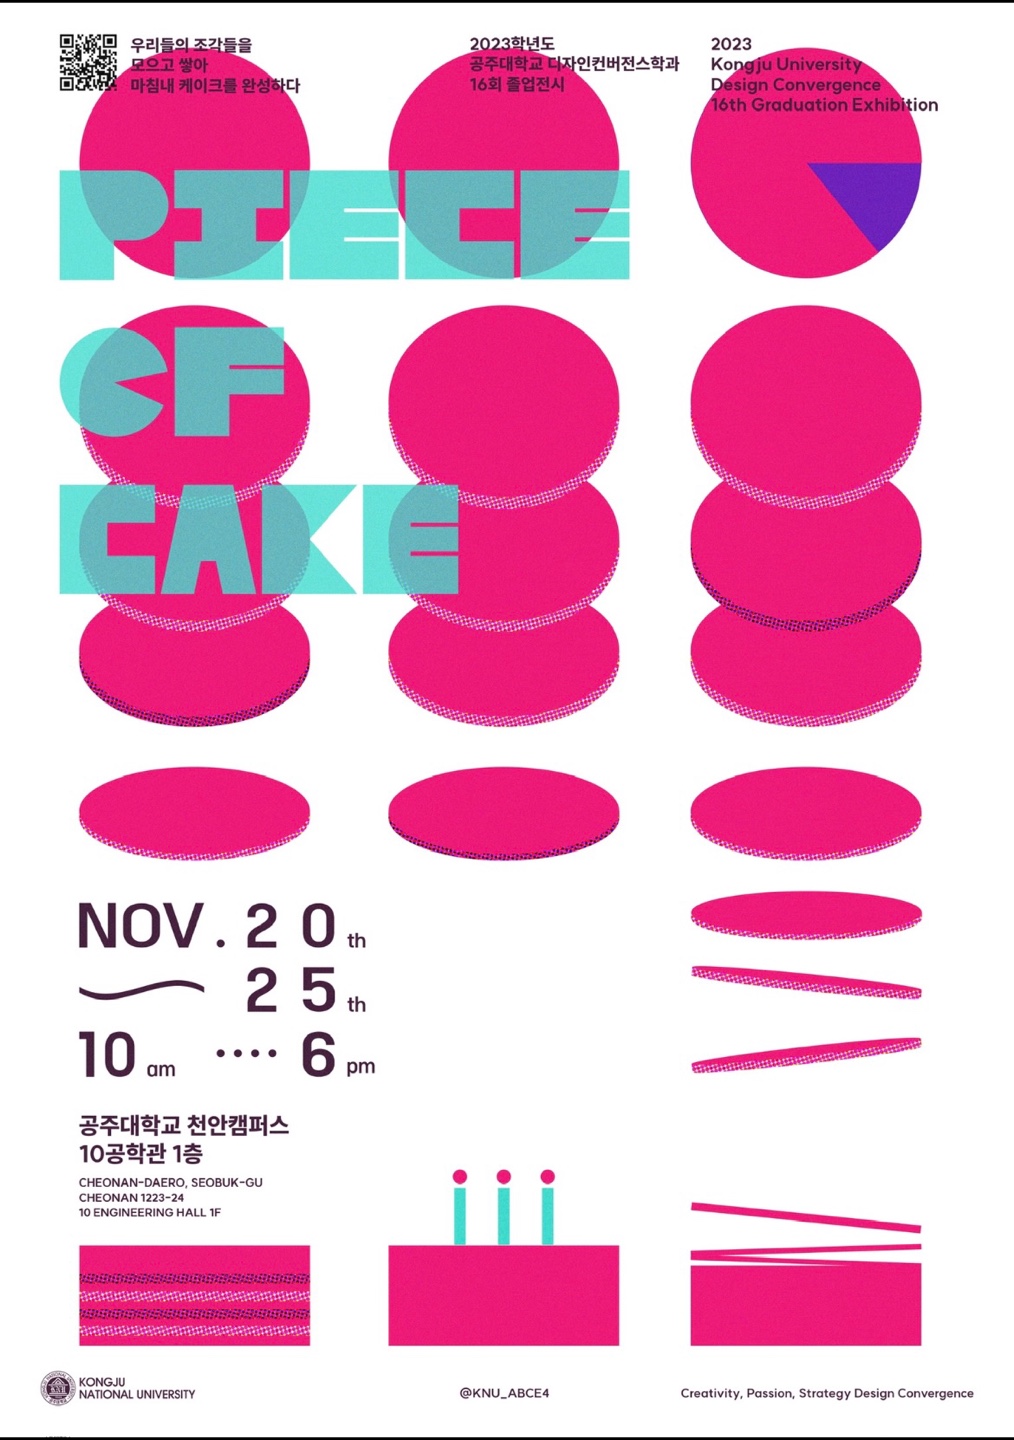 우리들의 조각들을
모으고 쌓아
마침내 케이크를 완성하다
2023학년도
공주대학교 디자인컨버전스학과
16회 졸업전시
2023
Kongju University
Design Convergence
16th Graduation Exhibition
PIECE
OF
CAKE
NOV. 20th
~ 25th
10 am •••• 6 pm
공주대학교 천안캠퍼스
10공학관 1층
CHEONAN-DAERO, SEOBUK-GU
CHEONAN 1223-24
10 ENGINEERING HALL 1F
KONGJU
NATIONAL UNIVERSITY
@KNU_ABCE4
Creativity, Passion, Strategy Design Convergence